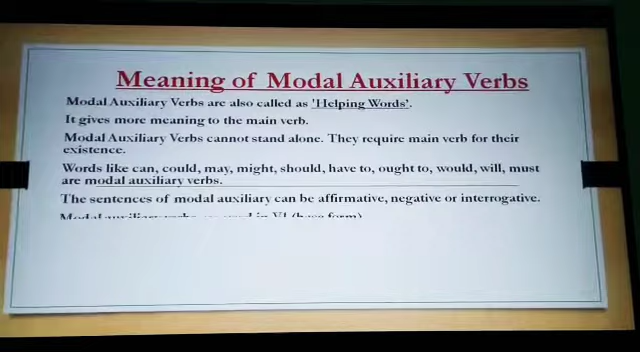 Meaning of Modal Auxiliary Verbs
Modal Auxiliary Verbs are also called as 'Helping Words'.
It gives more meaning to the main verb.
Modal Auxiliary Verbs cannot stand alone. They require main verb for their
existence.
Words like can, could, may, might, should, have to, ought to, would, will, must
are modal auxiliary verbs.
The sentences of modal auxiliary can be affirmative, negative or interrogative.